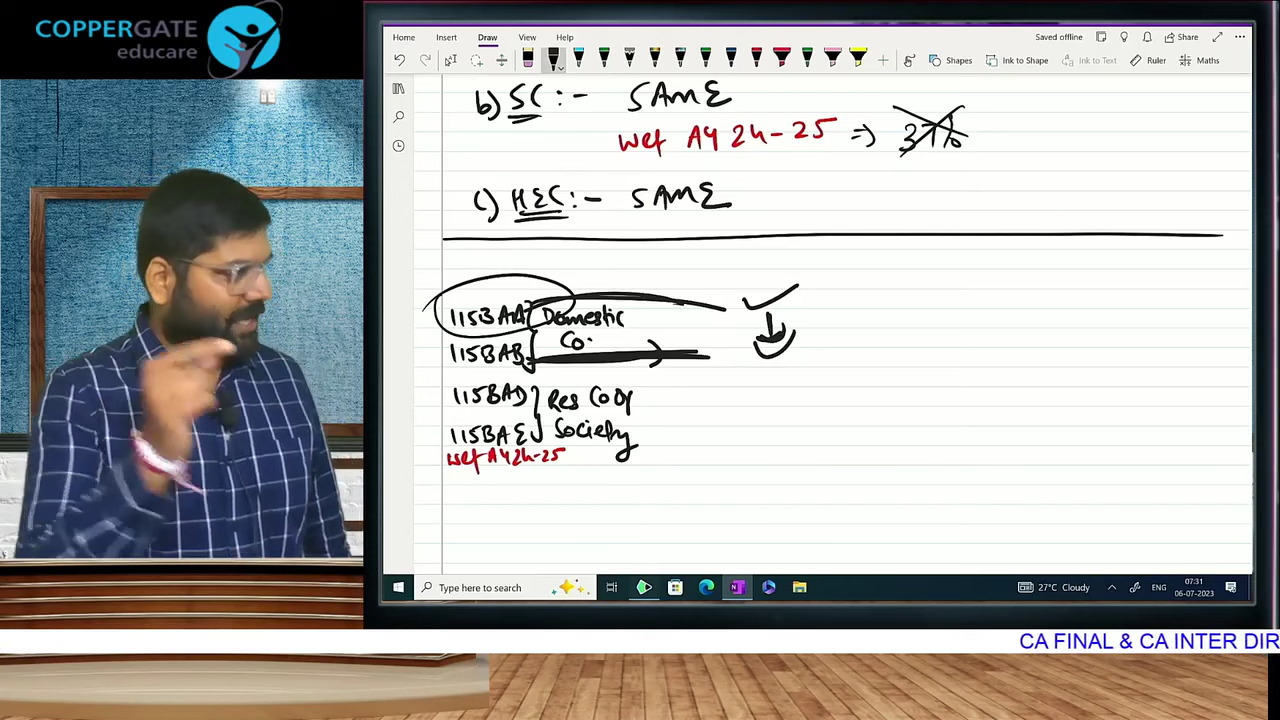 COPPERGATE
educare
Home Insert Draw View Help
Saved offline
Share
Shapes Ink to Shape Ink to Text Ruler Maths
b) SC :- SAME
wef AY 24-25 => 37%
c) HEC :- SAME
115BAA Domestic
115BAB Co.
115BAD Res CoOp
115BAE Society
wef AY 24-25
Type here to search
27°C Cloudy
ENG
07:31
06-07-2023
CA FINAL & CA INTER DIR